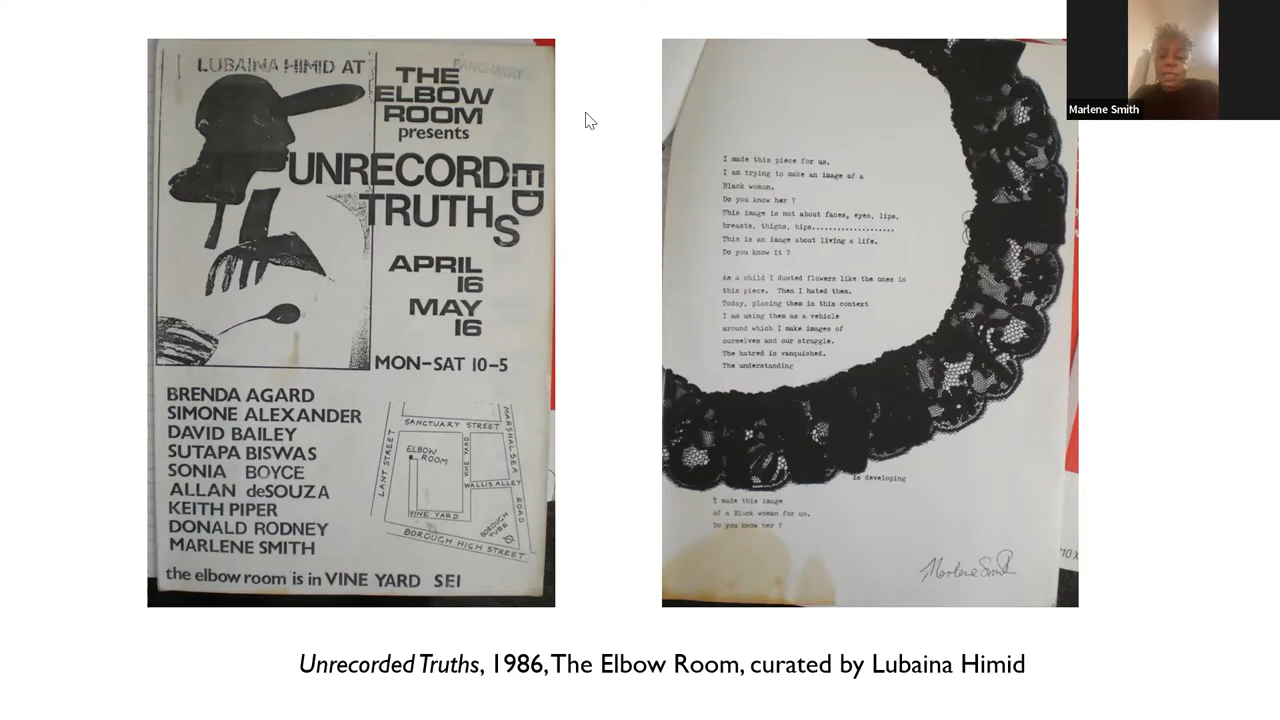 LUBAINA HIMID AT
PANCHAYAT
THE
ELBOW
ROOM
presents
UNRECORDED
TRUTHS
APRIL
16
MAY
16
MON-SAT 10-5
BRENDA AGARD
SIMONE ALEXANDER
DAVID BAILEY
SUTAPA BISWAS
SONIA BOYCE
ALLAN deSOUZA
KEITH PIPER
DONALD RODNEY
MARLENE SMITH
SANCTUARY STREET
MARSHALSEA ROAD
LANT STREET
ELBOW
ROOM
VINE YARD
WALLIS ALLEY
VINE YARD
BOROUGH
TUBE
BOROUGH HIGH STREET
the elbow room is in VINE YARD SE1
I made this piece for us.
I am trying to make an image of a
Black woman.
Do you know her ?
This image is not about faces, eyes, lips,
breasts, thighs, hips.....................
This is an image about living a life.
Do you know it ?
As a child I dusted flowers like the ones in
this piece. Then I hated them.
Today, placing them in this context
I am using them as a vehicle
around which I make images of
ourselves and our struggle.
The hatred is vanquished.
The understanding
is developing
I made this image
of a Black woman for us.
Do you know her ?
Marlene Smith
10 X
Marlene Smith
Unrecorded Truths, 1986, The Elbow Room, curated by Lubaina Himid